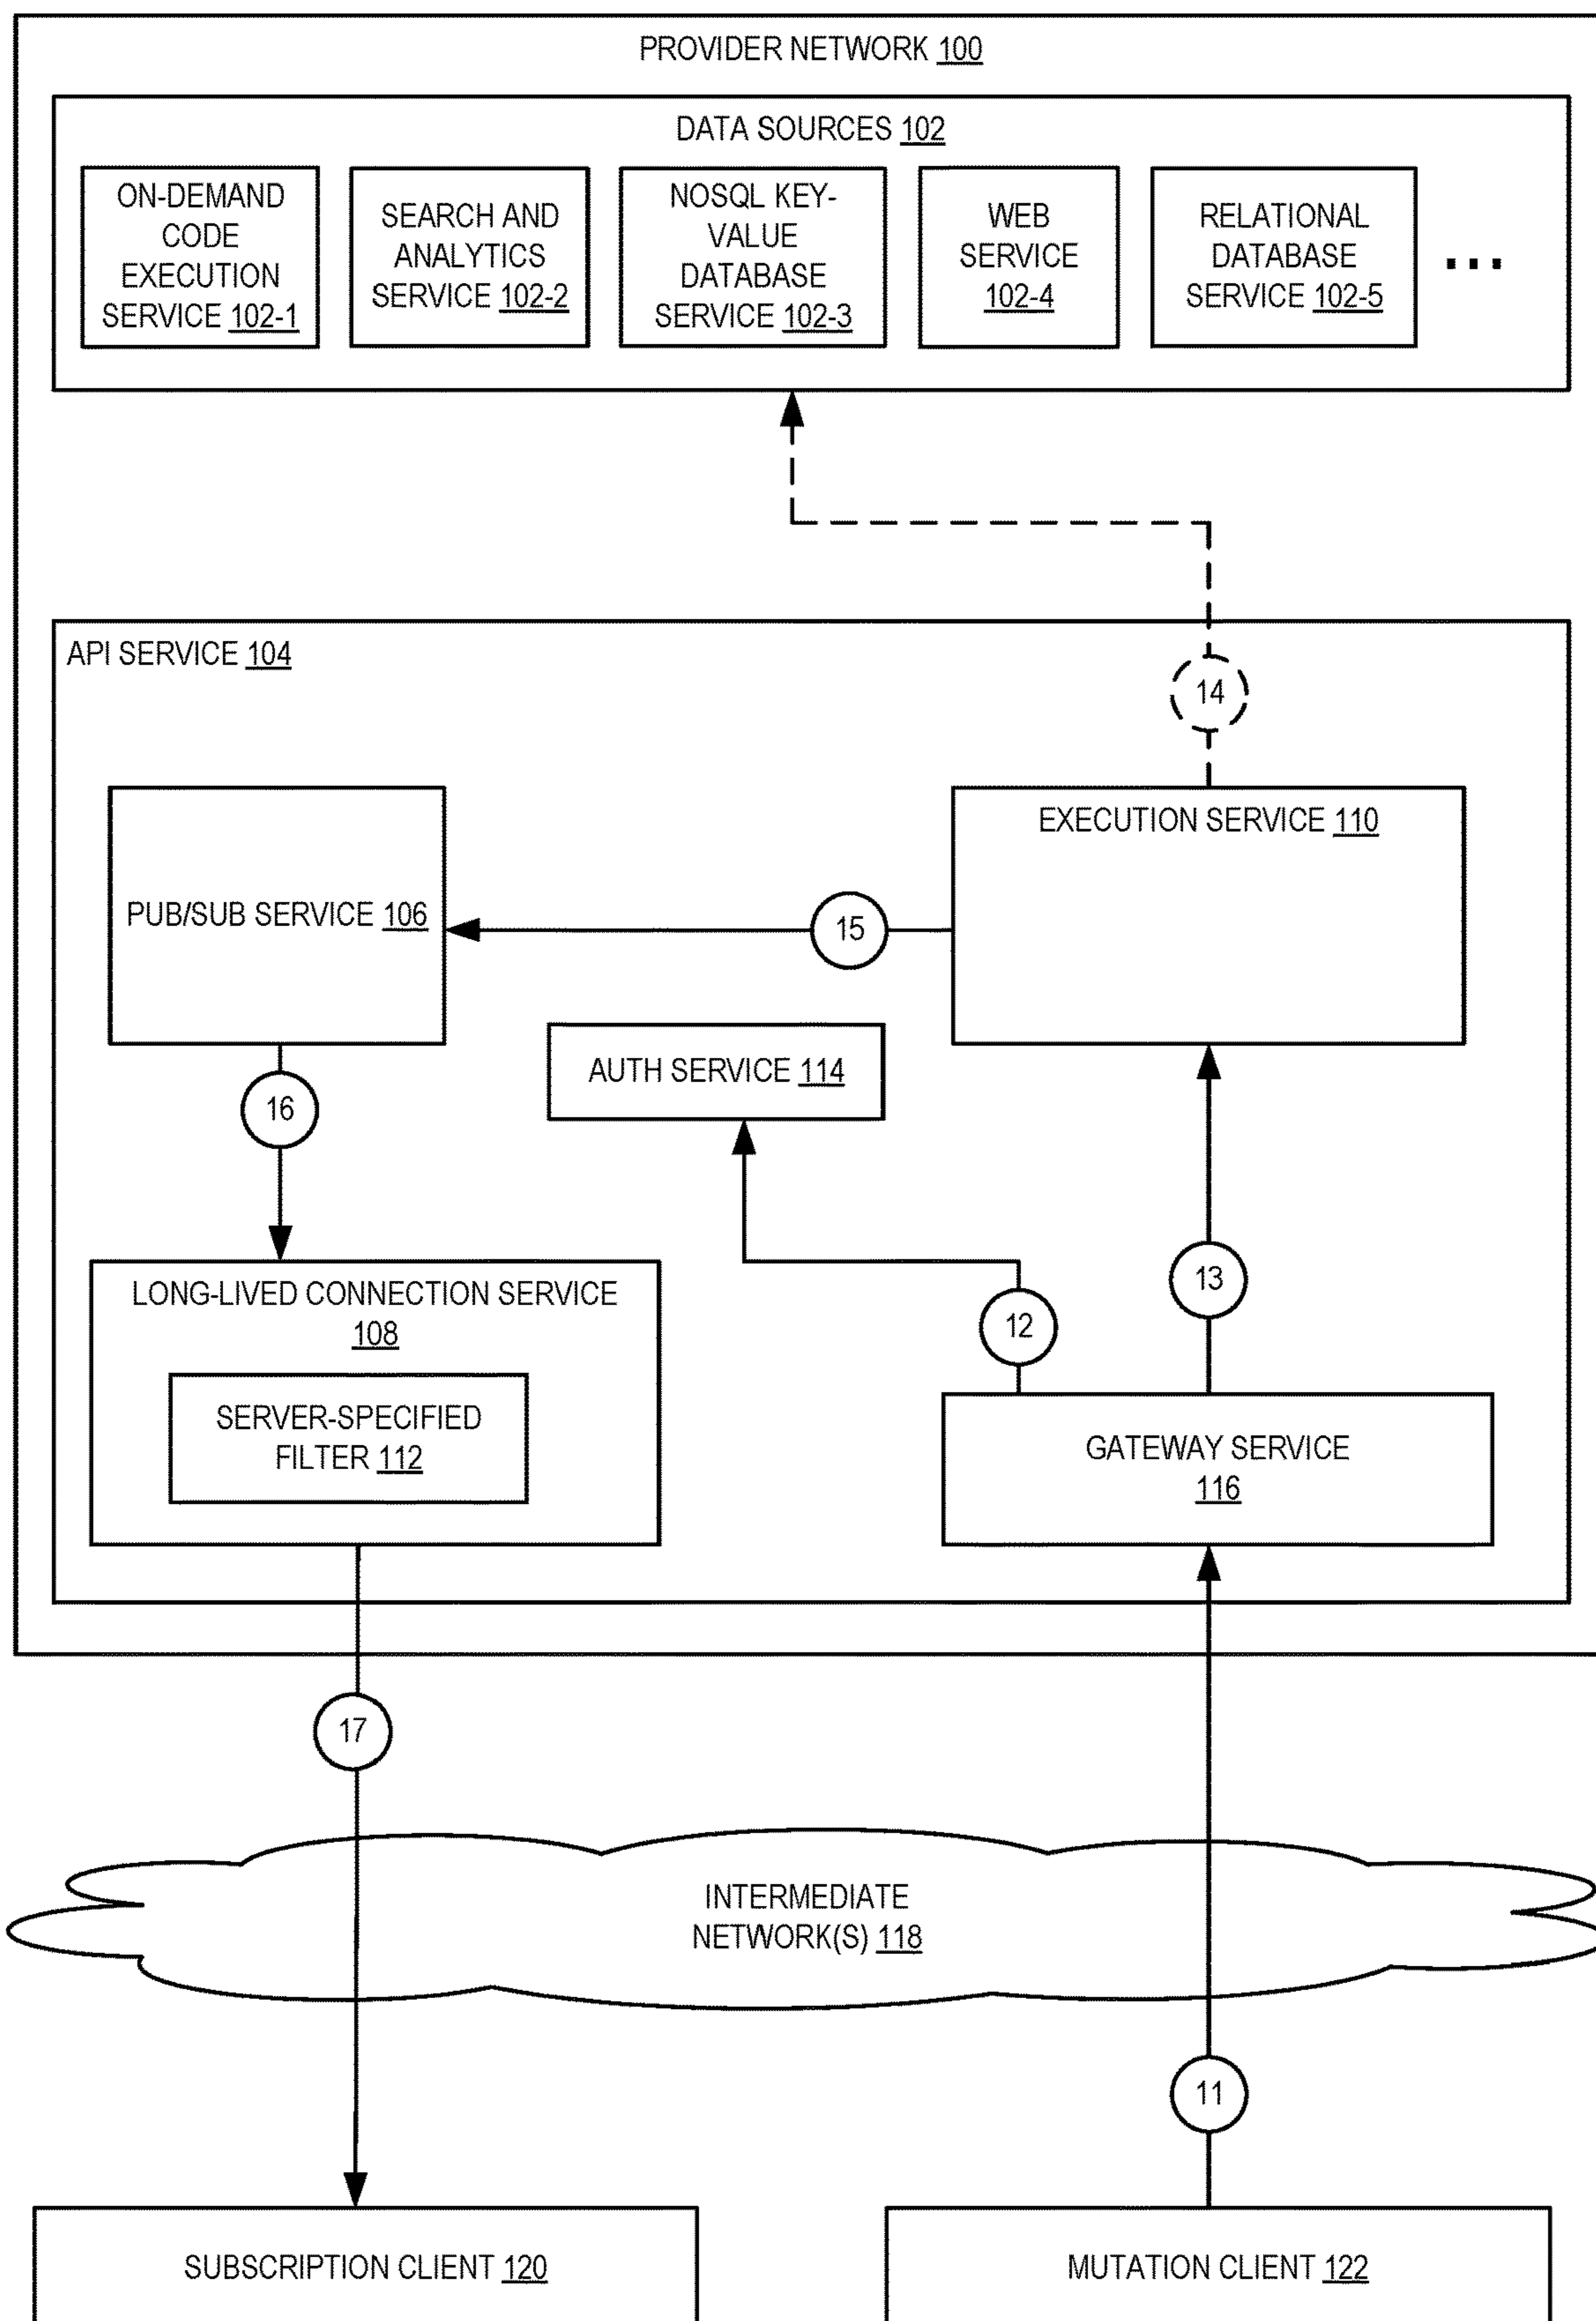 PROVIDER NETWORK 100
DATA SOURCES 102
ON-DEMAND
CODE
EXECUTION
SERVICE 102-1
SEARCH AND
ANALYTICS
SERVICE 102-2
NOSQL KEY-
VALUE
DATABASE
SERVICE 102-3
WEB
SERVICE
102-4
RELATIONAL
DATABASE
SERVICE 102-5
...
API SERVICE 104
14
EXECUTION SERVICE 110
PUB/SUB SERVICE 106
15
AUTH SERVICE 114
16
13
LONG-LIVED CONNECTION SERVICE
108
12
SERVER-SPECIFIED
FILTER 112
GATEWAY SERVICE
116
17
INTERMEDIATE
NETWORK(S) 118
11
SUBSCRIPTION CLIENT 120
MUTATION CLIENT 122